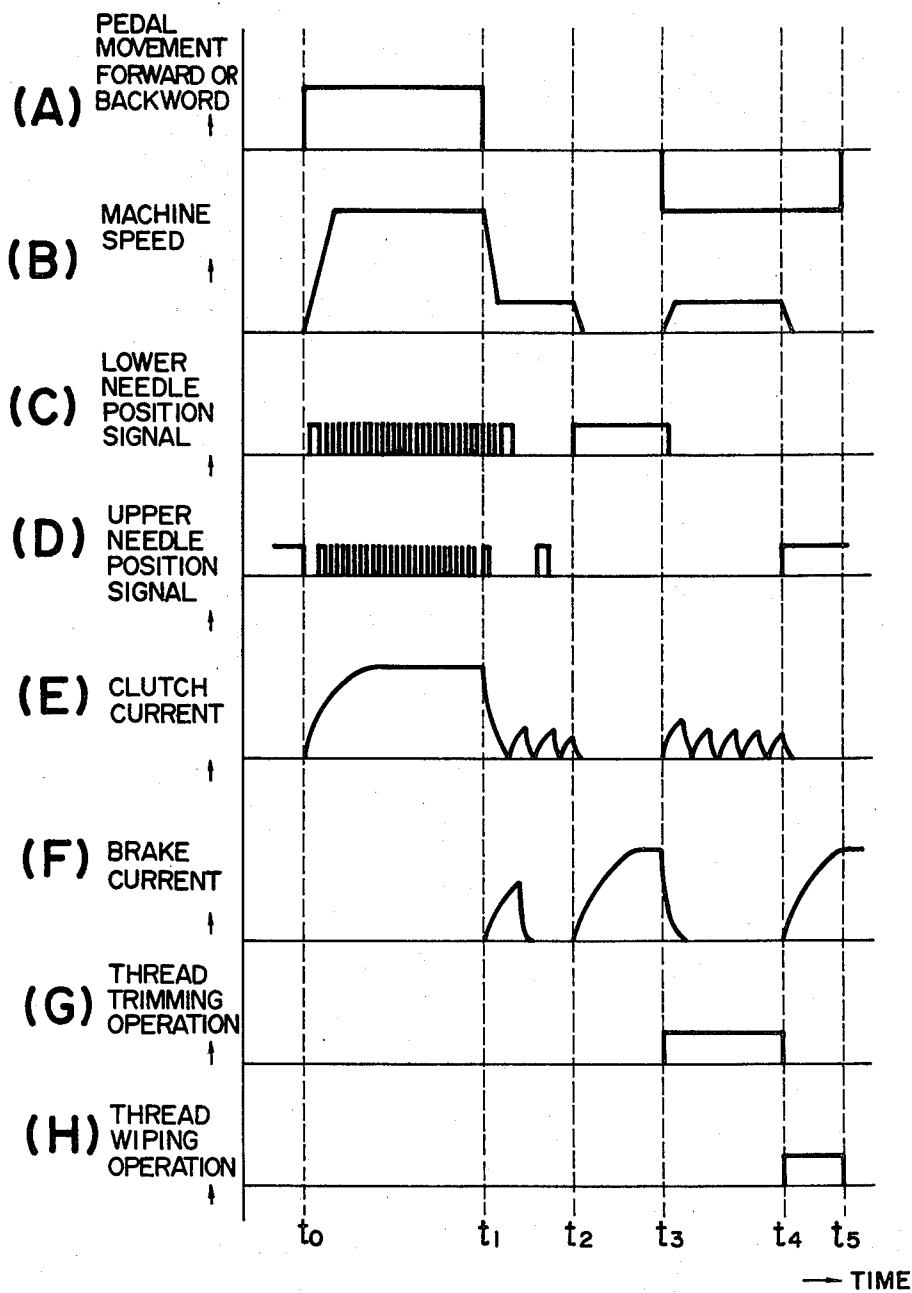 PEDAL
MOVEMENT
FORWARD OR
BACKWORD
(A)
MACHINE
SPEED
(B)
LOWER
NEEDLE
POSITION
SIGNAL
(C)
UPPER
NEEDLE
POSITION
SIGNAL
(D)
CLUTCH
CURRENT
(E)
BRAKE
CURRENT
(F)
THREAD
TRIMMING
OPERATION
(G)
THREAD
WIPING
OPERATION
(H)
t0 t1 t2 t3 t4 t5
TIME